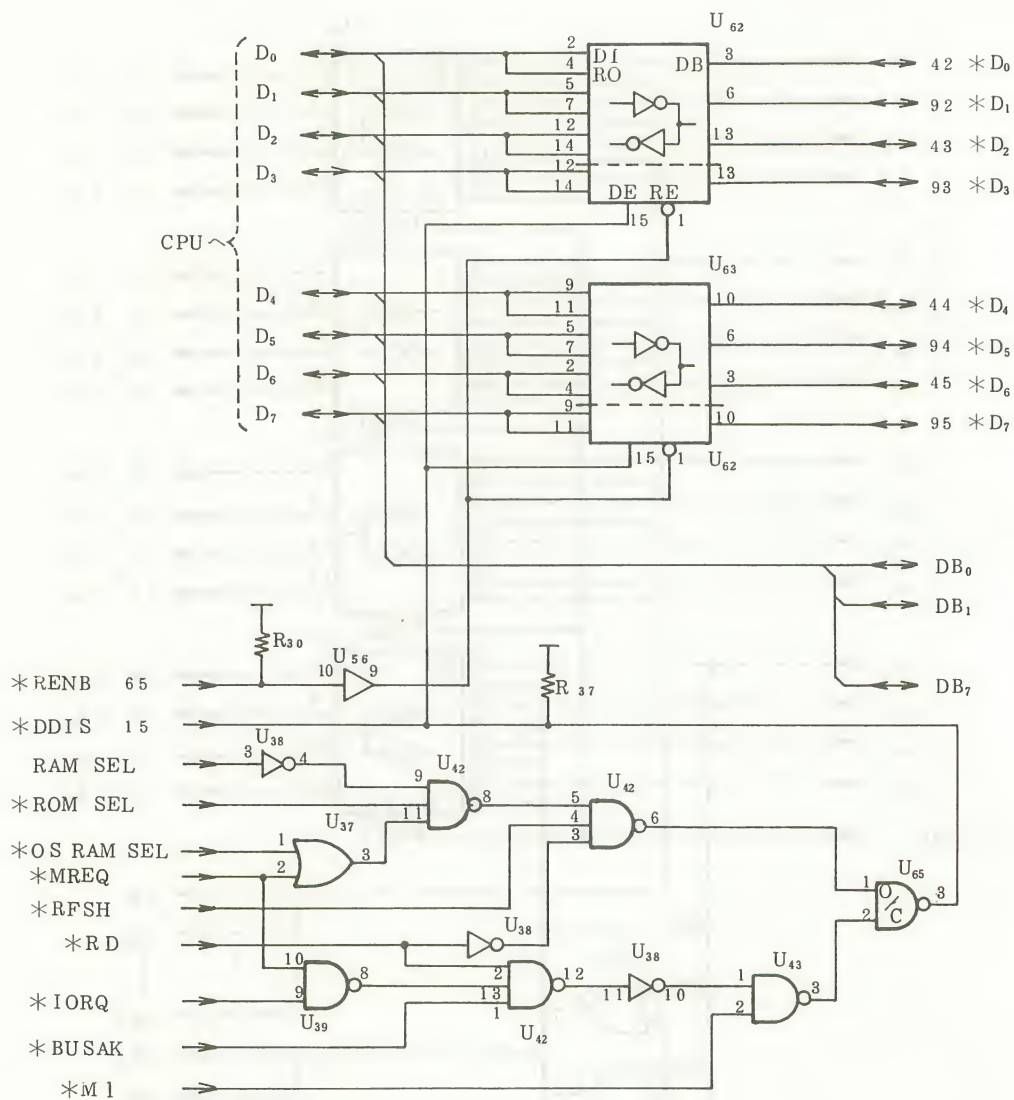 U62
D0 2 DI DB 3 42 *D0
4 RO
D1 5 6 92 *D1
7
D2 12 13 43 *D2
14
D3 12 13 93 *D3
14 DE RE
15 1
CPU
U63
D4 9 10 44 *D4
11
D5 5 6 94 *D5
7
D6 2 3 45 *D6
4
D7 9 10 95 *D7
11
15 1 U62
DB0
DB1
DB7
R30
U56
*RENB 65 10 9
R37
*DDIS 15
U38
RAM SEL 3 4
U42
9 8
*ROM SEL 11
U42
5 6
4
3
U37
*OS RAM SEL 1 3
*MREQ 2
U65
1 O/C 3
2
*RFSH
*RD U38
10 8
*IORQ 9
U39
2 12
13
1
U42
U38
11 10
U43
1 3
2
*BUSAK
*M1